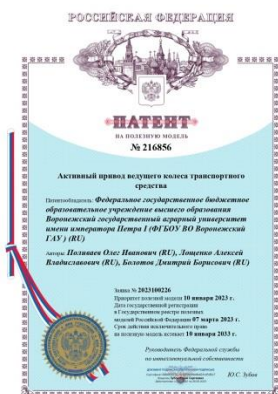 РОССИЙСКАЯ ФЕДЕРАЦИЯ
ПАТЕНТ
НА ПОЛЕЗНУЮ МОДЕЛЬ
№ 216856
Активный привод ведущего колеса транспортного
средства
Патентообладатель: Федеральное государственное бюджетное
образовательное учреждение высшего образования
Воронежский государственный аграрный университет
имени императора Петра I (ФГБОУ ВО Воронежский
ГАУ) (RU)
Авторы: Поливаев Олег Иванович (RU), Лощенко Алексей
Владиславович (RU), Болотов Дмитрий Борисович (RU)
Заявка № 2023100226
Приоритет полезной модели 10 января 2023 г.
Дата государственной регистрации
в Государственном реестре полезных
моделей Российской Федерации 07 марта 2023 г.
Срок действия исключительного права
на полезную модель истекает 10 января 2033 г.
Руководитель Федеральной службы
по интеллектуальной собственности
Ю.С. Зубов